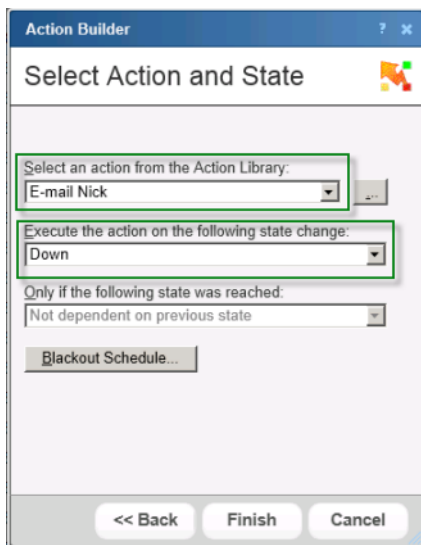 Action Builder ? ×
Select Action and State
Select an action from the Action Library:
E-mail Nick
...
Execute the action on the following state change:
Down
Only if the following state was reached:
Not dependent on previous state
Blackout Schedule...
<< Back Finish Cancel